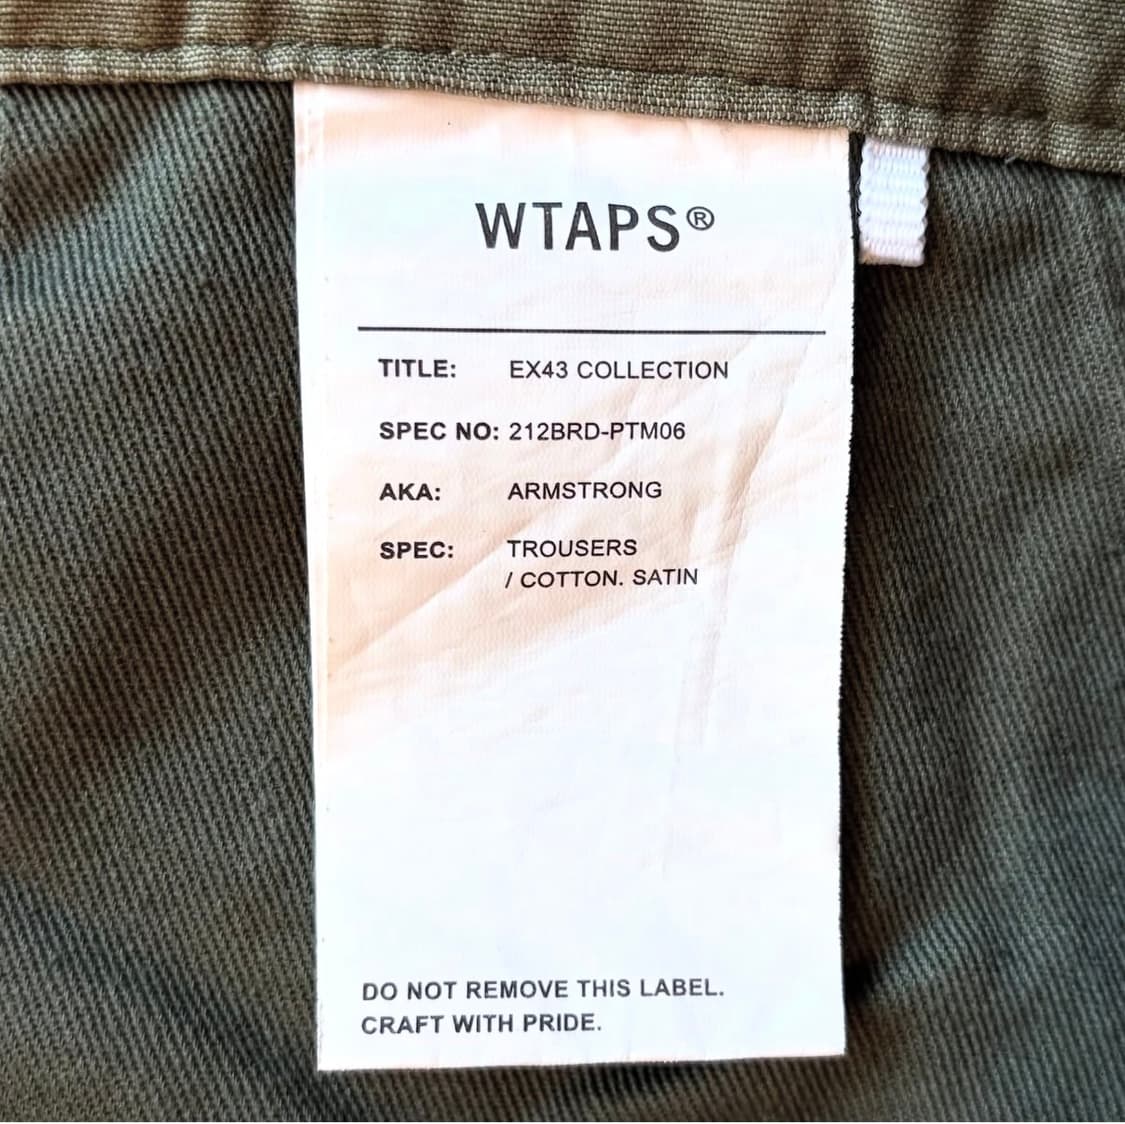 WTAPS®
TITLE: EX43 COLLECTION
SPEC NO: 212BRD-PTM06
AKA: ARMSTRONG
SPEC: TROUSERS
/ COTTON. SATIN
DO NOT REMOVE THIS LABEL.
CRAFT WITH PRIDE.